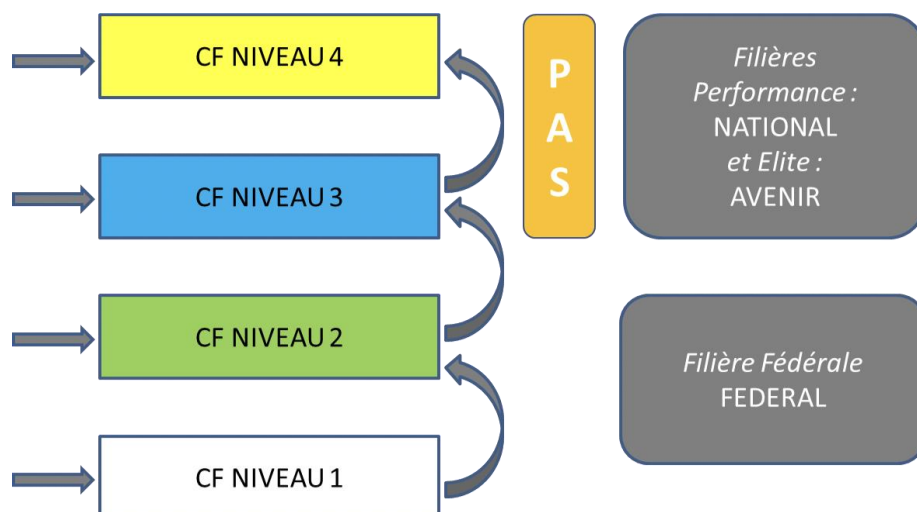 CF NIVEAU 4
CF NIVEAU 3
CF NIVEAU 2
CF NIVEAU 1
P
A
S
Filières
Performance :
NATIONAL
et Elite :
AVENIR
Filière Fédérale
FEDERAL